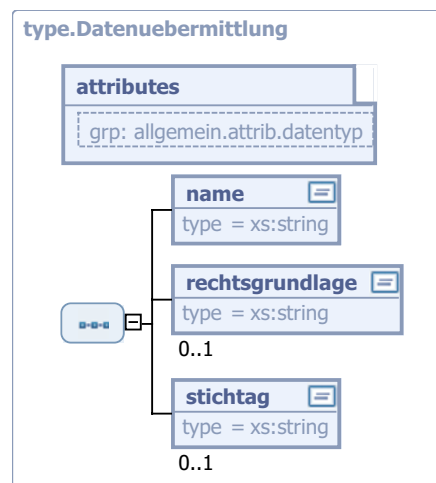 type.Datenuebermittlung
attributes
grp: allgemein.attrib.datentyp
name
type = xs:string
rechtsgrundlage
type = xs:string
0..1
stichtag
type = xs:string
0..1